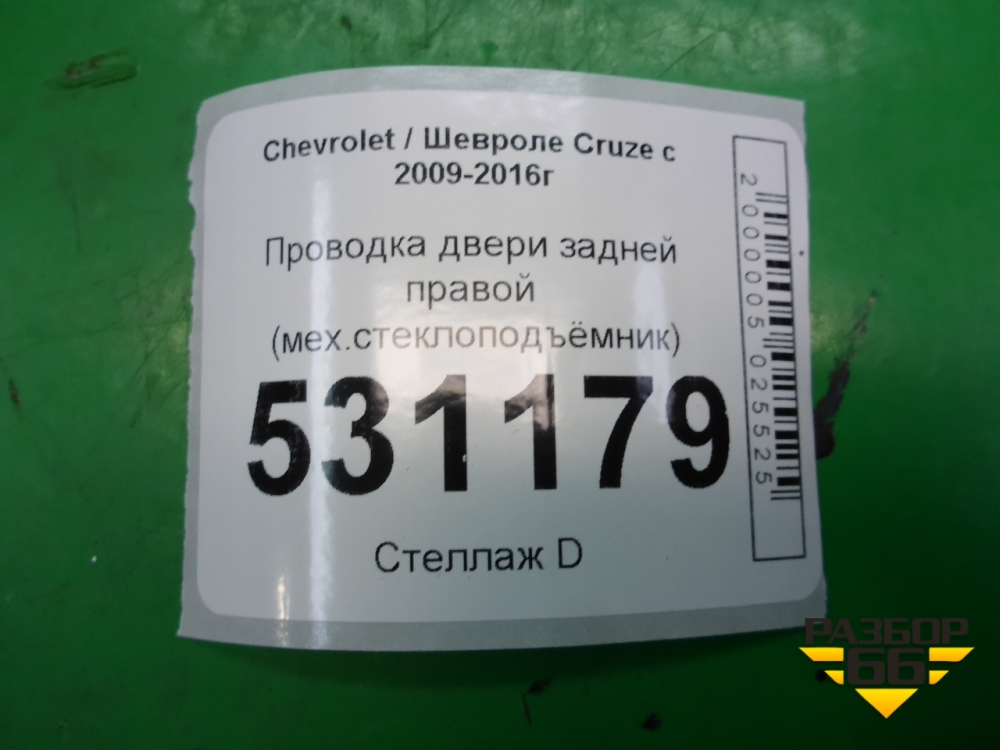 Chevrolet / Шевроле Cruze с
2009-2016г
Проводка двери задней
правой
(мех.стеклоподъёмник)
531179
Стеллаж D
2000005025525
РАЗБОР
66